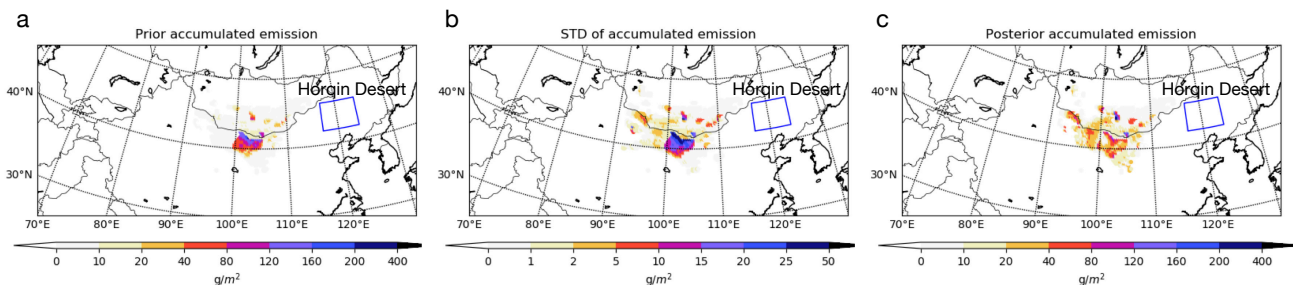 a
Prior accumulated emission
Horqin Desert
40°N
30°N
70°E 80°E 90°E 100°E 110°E 120°E
0 10 20 40 80 120 160 200 400
g/m²
b
STD of accumulated emission
Horqin Desert
40°N
30°N
70°E 80°E 90°E 100°E 110°E 120°E
0 1 2 5 10 15 20 25 50
g/m²
c
Posterior accumulated emission
Horqin Desert
40°N
30°N
70°E 80°E 90°E 100°E 110°E 120°E
0 10 20 40 80 120 160 200 400
g/m²